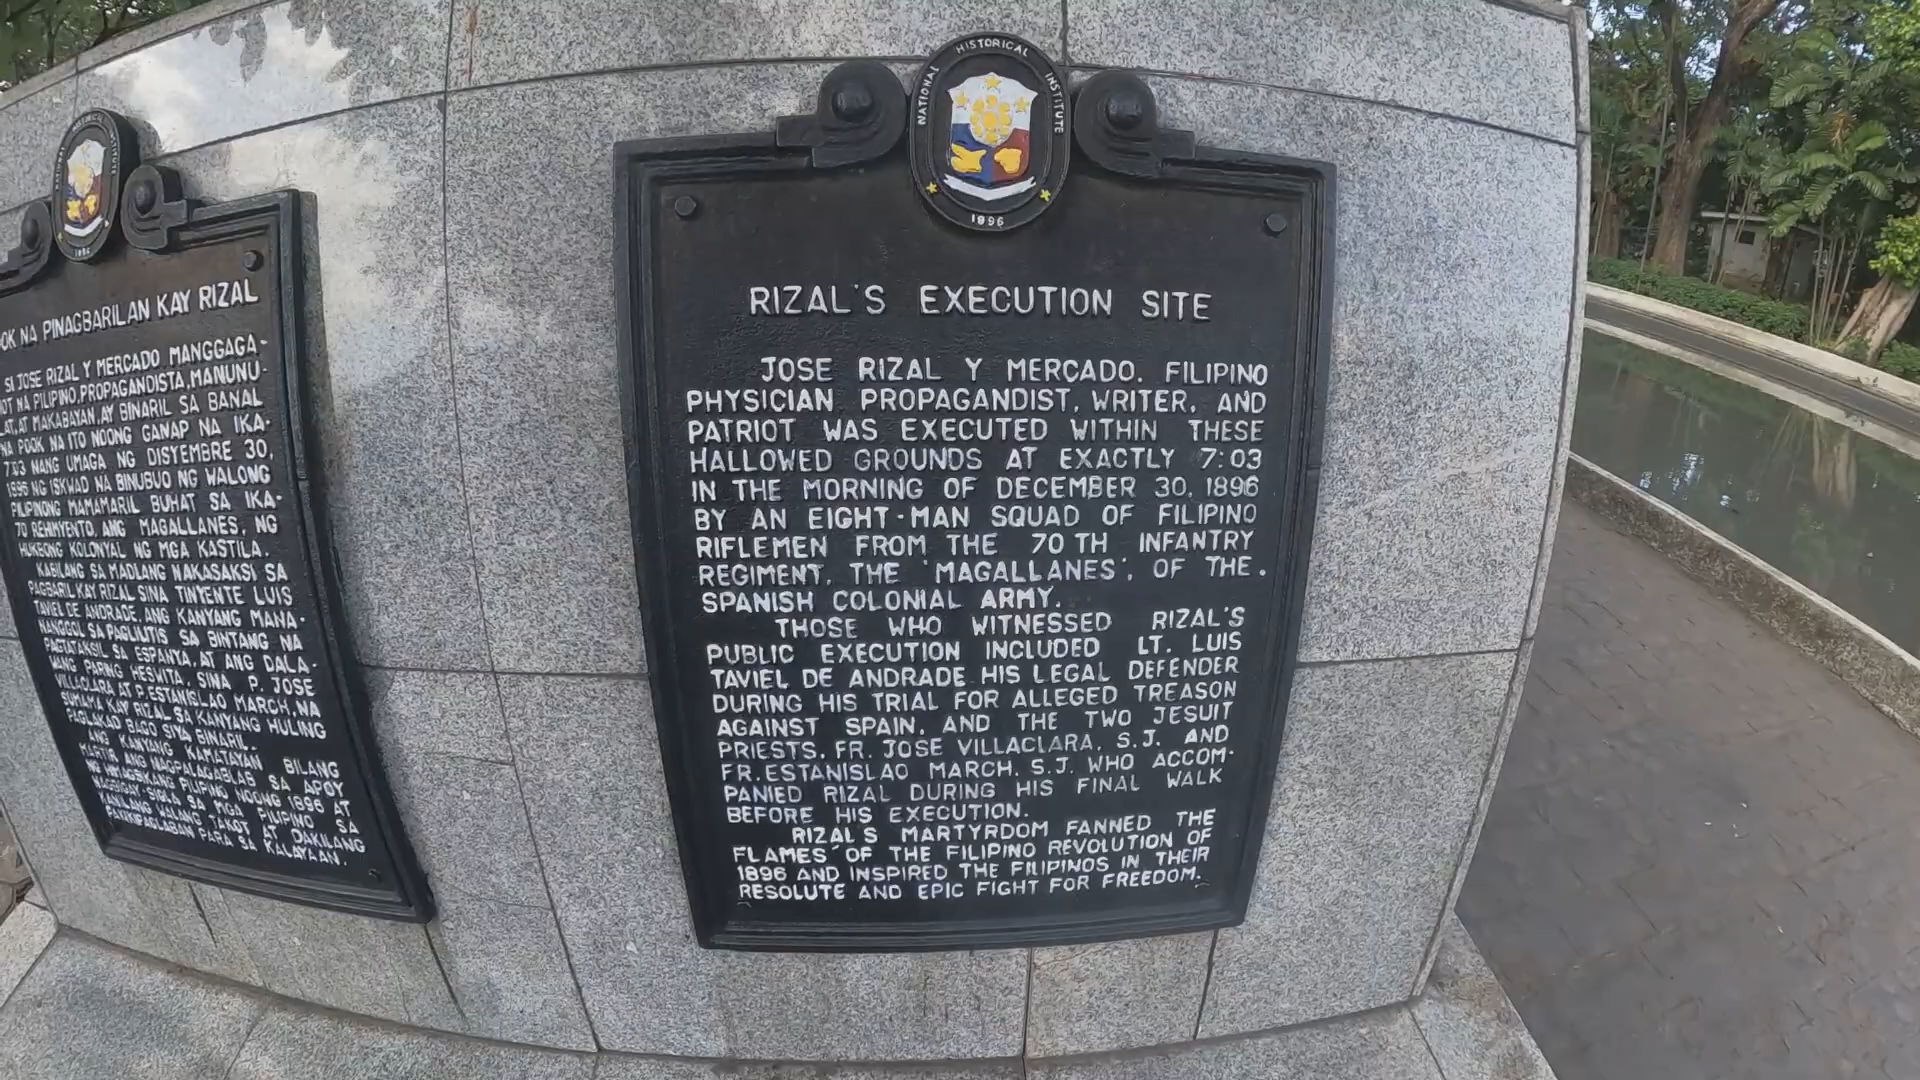 OK NA PINAGBARILAN KAY RIZAL
SI JOSE RIZAL Y MERCADO MANGGAGA-
OT NA PILIPINO, PROPAGANDISTA, MANUNU-
LAT, AT MAKABAYAN, AY BINARIL SA BANAL
NA POOK NA ITO NOONG GANAP NA IKA-
7:03 NANG UMAGA NG DISYEMBRE 30,
1896 NG ISKWAD NA BINUBUO NG WALONG
PILIPINONG MAMAMARIL BUHAT SA IKA-
70 REHIMYENTO, ANG MAGALLANES, NG
HUKBONG KOLONYAL NG MGA KASTILA.
KABILANG SA MADLANG NAKASAKSI SA
PAGBARIL KAY RIZAL SINA TINYENTE LUIS
TAVIEL DE ANDRADE, ANG KANYANG MANA-
NANGGOL SA PAGLILITIS SA BINTANG NA
PAGTATAKSIL SA ESPANYA, AT ANG DALA-
WANG PARING HESWITA, SINA P. JOSE
VILLACLARA AT P. ESTANISLAO MARCH, NA
SUMAMA KAY RIZAL SA KANYANG HULING
PAGLAKAD BAGO SIYA BINARIL.
ANG KANYANG KAMATAYAN BILANG
MARTIR ANG NAGPALAGABLAB SA APOY
NG HIMAGSIKANG PILIPINO NOONG 1896 AT
NAGBIGAY-SIGLA SA MGA PILIPINO SA
KANILANG WALANG TAKOT AT DAKILANG
PAKIKIPAGLABAN PARA SA KALAYAAN.
NATIONAL HISTORICAL INSTITUTE
1896
RIZAL'S EXECUTION SITE
JOSE RIZAL Y MERCADO. FILIPINO
PHYSICIAN PROPAGANDIST, WRITER, AND
PATRIOT WAS EXECUTED WITHIN THESE
HALLOWED GROUNDS AT EXACTLY 7:03
IN THE MORNING OF DECEMBER 30, 1896
BY AN EIGHT-MAN SQUAD OF FILIPINO
RIFLEMEN FROM THE 70TH INFANTRY
REGIMENT, THE 'MAGALLANES', OF THE.
SPANISH COLONIAL ARMY.
THOSE WHO WITNESSED RIZAL'S
PUBLIC EXECUTION INCLUDED LT. LUIS
TAVIEL DE ANDRADE HIS LEGAL DEFENDER
DURING HIS TRIAL FOR ALLEGED TREASON
AGAINST SPAIN, AND THE TWO JESUIT
PRIESTS, FR. JOSE VILLACLARA, S.J. AND
FR. ESTANISLAO MARCH, S.J. WHO ACCOM-
PANIED RIZAL DURING HIS FINAL WALK
BEFORE HIS EXECUTION.
RIZAL'S MARTYRDOM FANNED THE
FLAMES OF THE FILIPINO REVOLUTION OF
1896 AND INSPIRED THE FILIPINOS IN THEIR
RESOLUTE AND EPIC FIGHT FOR FREEDOM.